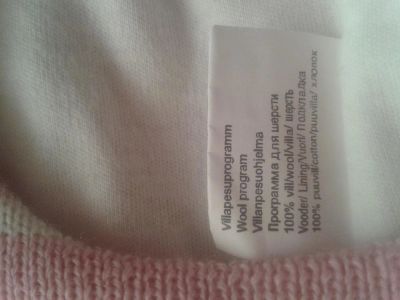 Villapesuprogramm
Wool program
Villanpesuohjelma
Программа для шерсти
100% vill/wool/villa/ шерсть
Vooder/ Lining/Vuori/ Подкладка
100% puuvill/cotton/puuvilla/ хлопок